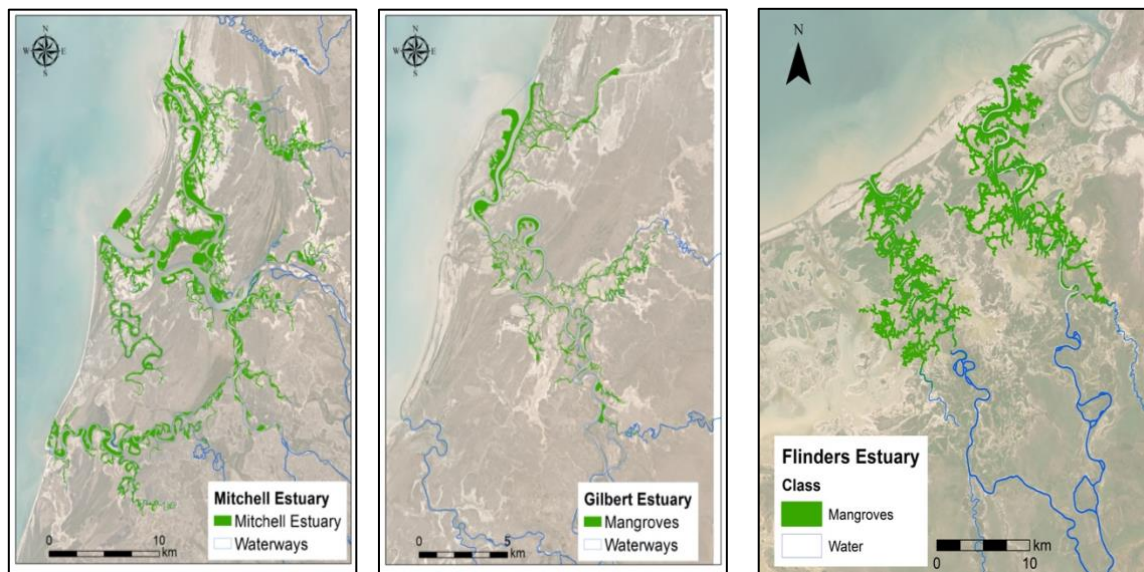 N
W E
S
Mitchell Estuary
Mitchell Estuary
Waterways
0 10
km
N
W E
S
Gilbert Estuary
Mangroves
Waterways
0 5
km
N
Flinders Estuary
Class
Mangroves
Water
0 10
km